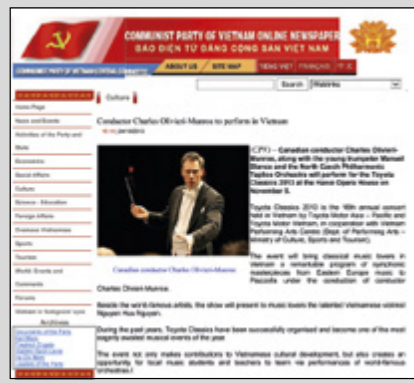 COMMUNIST PARTY OF VIETNAM ONLINE NEWSPAPER
BÁO ĐIỆN TỬ ĐẢNG CỘNG SẢN VIỆT NAM
ABOUT US / SITE MAP
TIẾNG VIỆT FRANÇAIS
Search
Culture
Home Page
News and Events
Activities of the Party and
State
Economics
Social Affairs
Culture
Science - Education
Foreign Affairs
Overseas Vietnamese
Sports
Tourism
World: Events and
Comments
Forums
Vietnam in foreigners' eyes
Archives
Conductor Charles Olivieri-Munroe to perform in Vietnam
(CPV) – Canadian conductor Charles Olivieri-
Munroe, along with the young trumpeter Manuel
Blanco and the North Czech Philharmonic
Teplice Orchestra will perform for the Toyota
Classics 2013 at the Hanoi Opera House on
November 5.
Toyota Classics 2013 is the 16th annual concert
held in Vietnam by Toyota Motor Asia – Pacific and
Toyota Motor Vietnam, in cooperation with Vietnam
Performing Arts Centre (Dept. of Performing Arts –
Ministry of Culture, Sports and Tourism).
The event will bring classical music lovers in
Vietnam a remarkable program of symphonic
masterpieces from Eastern Europe music to
Piazzolla under the conduction of conductor
Charles Olivieri-Munroe.
Canadian conductor Charles Olivieri-Munroe
Beside the world-famous artists, the show will present to music lovers the talented Vietnamese violinist
Nguyen Huu Nguyen.
During the past years, Toyota Classics have been successfully organised and become one of the most
eagerly awaited musical events of the year.
The event not only makes contributions to Vietnamese cultural development, but also creates an
opportunity for local music students and teachers to learn via performances of world-famous
orchestras./.